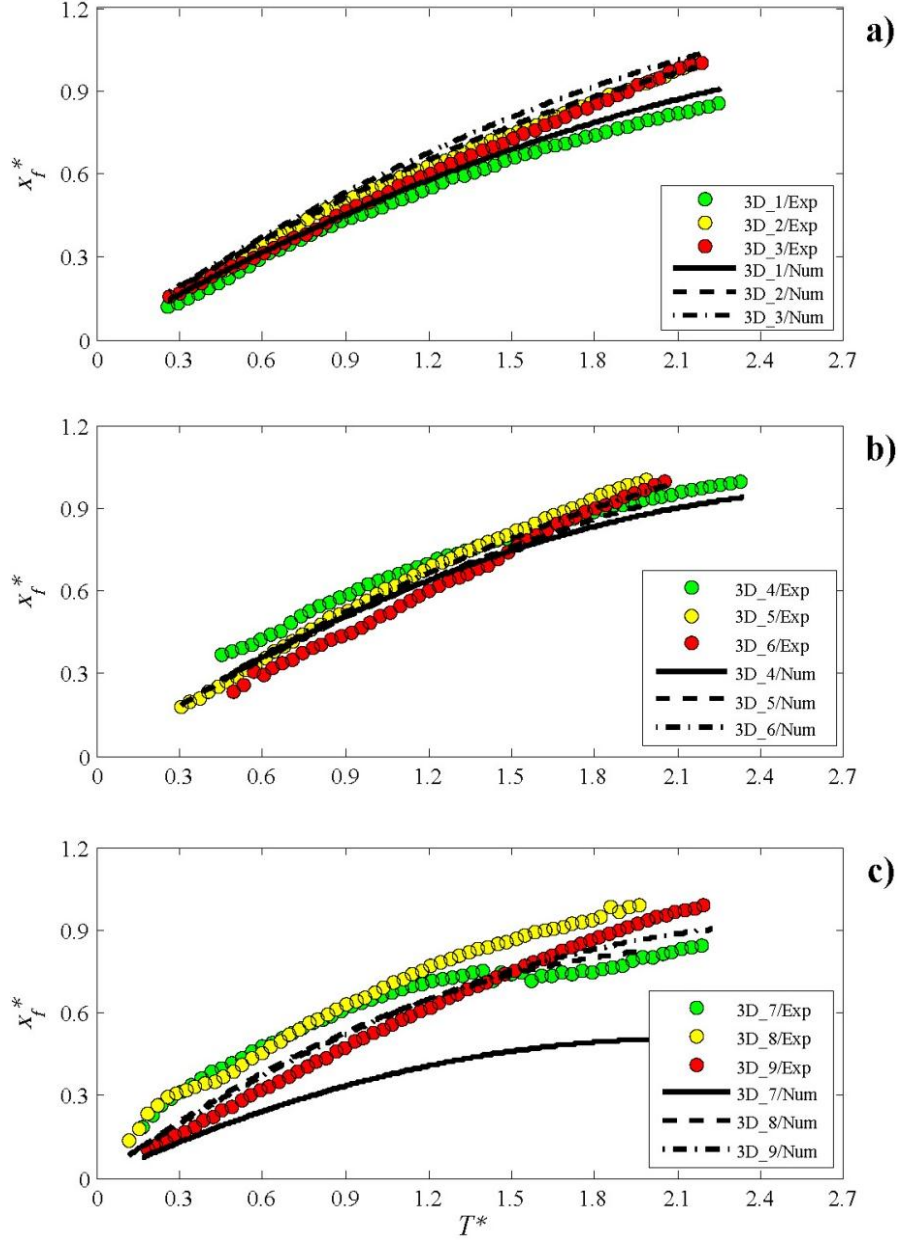 1.2
a)
0.9
x_f*
0.6
0.3
0
3D_1/Exp
3D_2/Exp
3D_3/Exp
3D_1/Num
3D_2/Num
3D_3/Num
0 0.3 0.6 0.9 1.2 1.5 1.8 2.1 2.4 2.7
1.2
b)
0.9
x_f*
0.6
0.3
0
3D_4/Exp
3D_5/Exp
3D_6/Exp
3D_4/Num
3D_5/Num
3D_6/Num
0 0.3 0.6 0.9 1.2 1.5 1.8 2.1 2.4 2.7
1.2
c)
0.9
x_f*
0.6
0.3
0
3D_7/Exp
3D_8/Exp
3D_9/Exp
3D_7/Num
3D_8/Num
3D_9/Num
0 0.3 0.6 0.9 1.2 1.5 1.8 2.1 2.4 2.7
T*